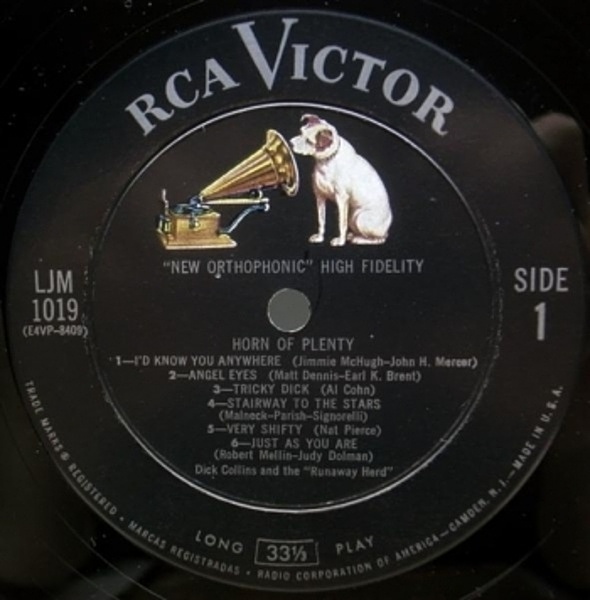 RCA VICTOR
"NEW ORTHOPHONIC" HIGH FIDELITY
LJM
1019
(E4VP-8409)
SIDE
1
HORN OF PLENTY
1—I'D KNOW YOU ANYWHERE (Jimmie McHugh-John H. Mercer)
2—ANGEL EYES (Matt Dennis-Earl K. Brent)
3—TRICKY DICK (Al Cohn)
4—STAIRWAY TO THE STARS
(Malneck-Parish-Signorelli)
5—VERY SHIFTY (Nat Pierce)
6—JUST AS YOU ARE
(Robert Mellin-Judy Dolman)
Dick Collins and the "Runaway Herd"
LONG 33⅓ PLAY
TRADE MARKS ® REGISTERED • MARCAS REGISTRADAS • RADIO CORPORATION OF AMERICA—CAMDEN, N. J.—MADE IN U. S. A.